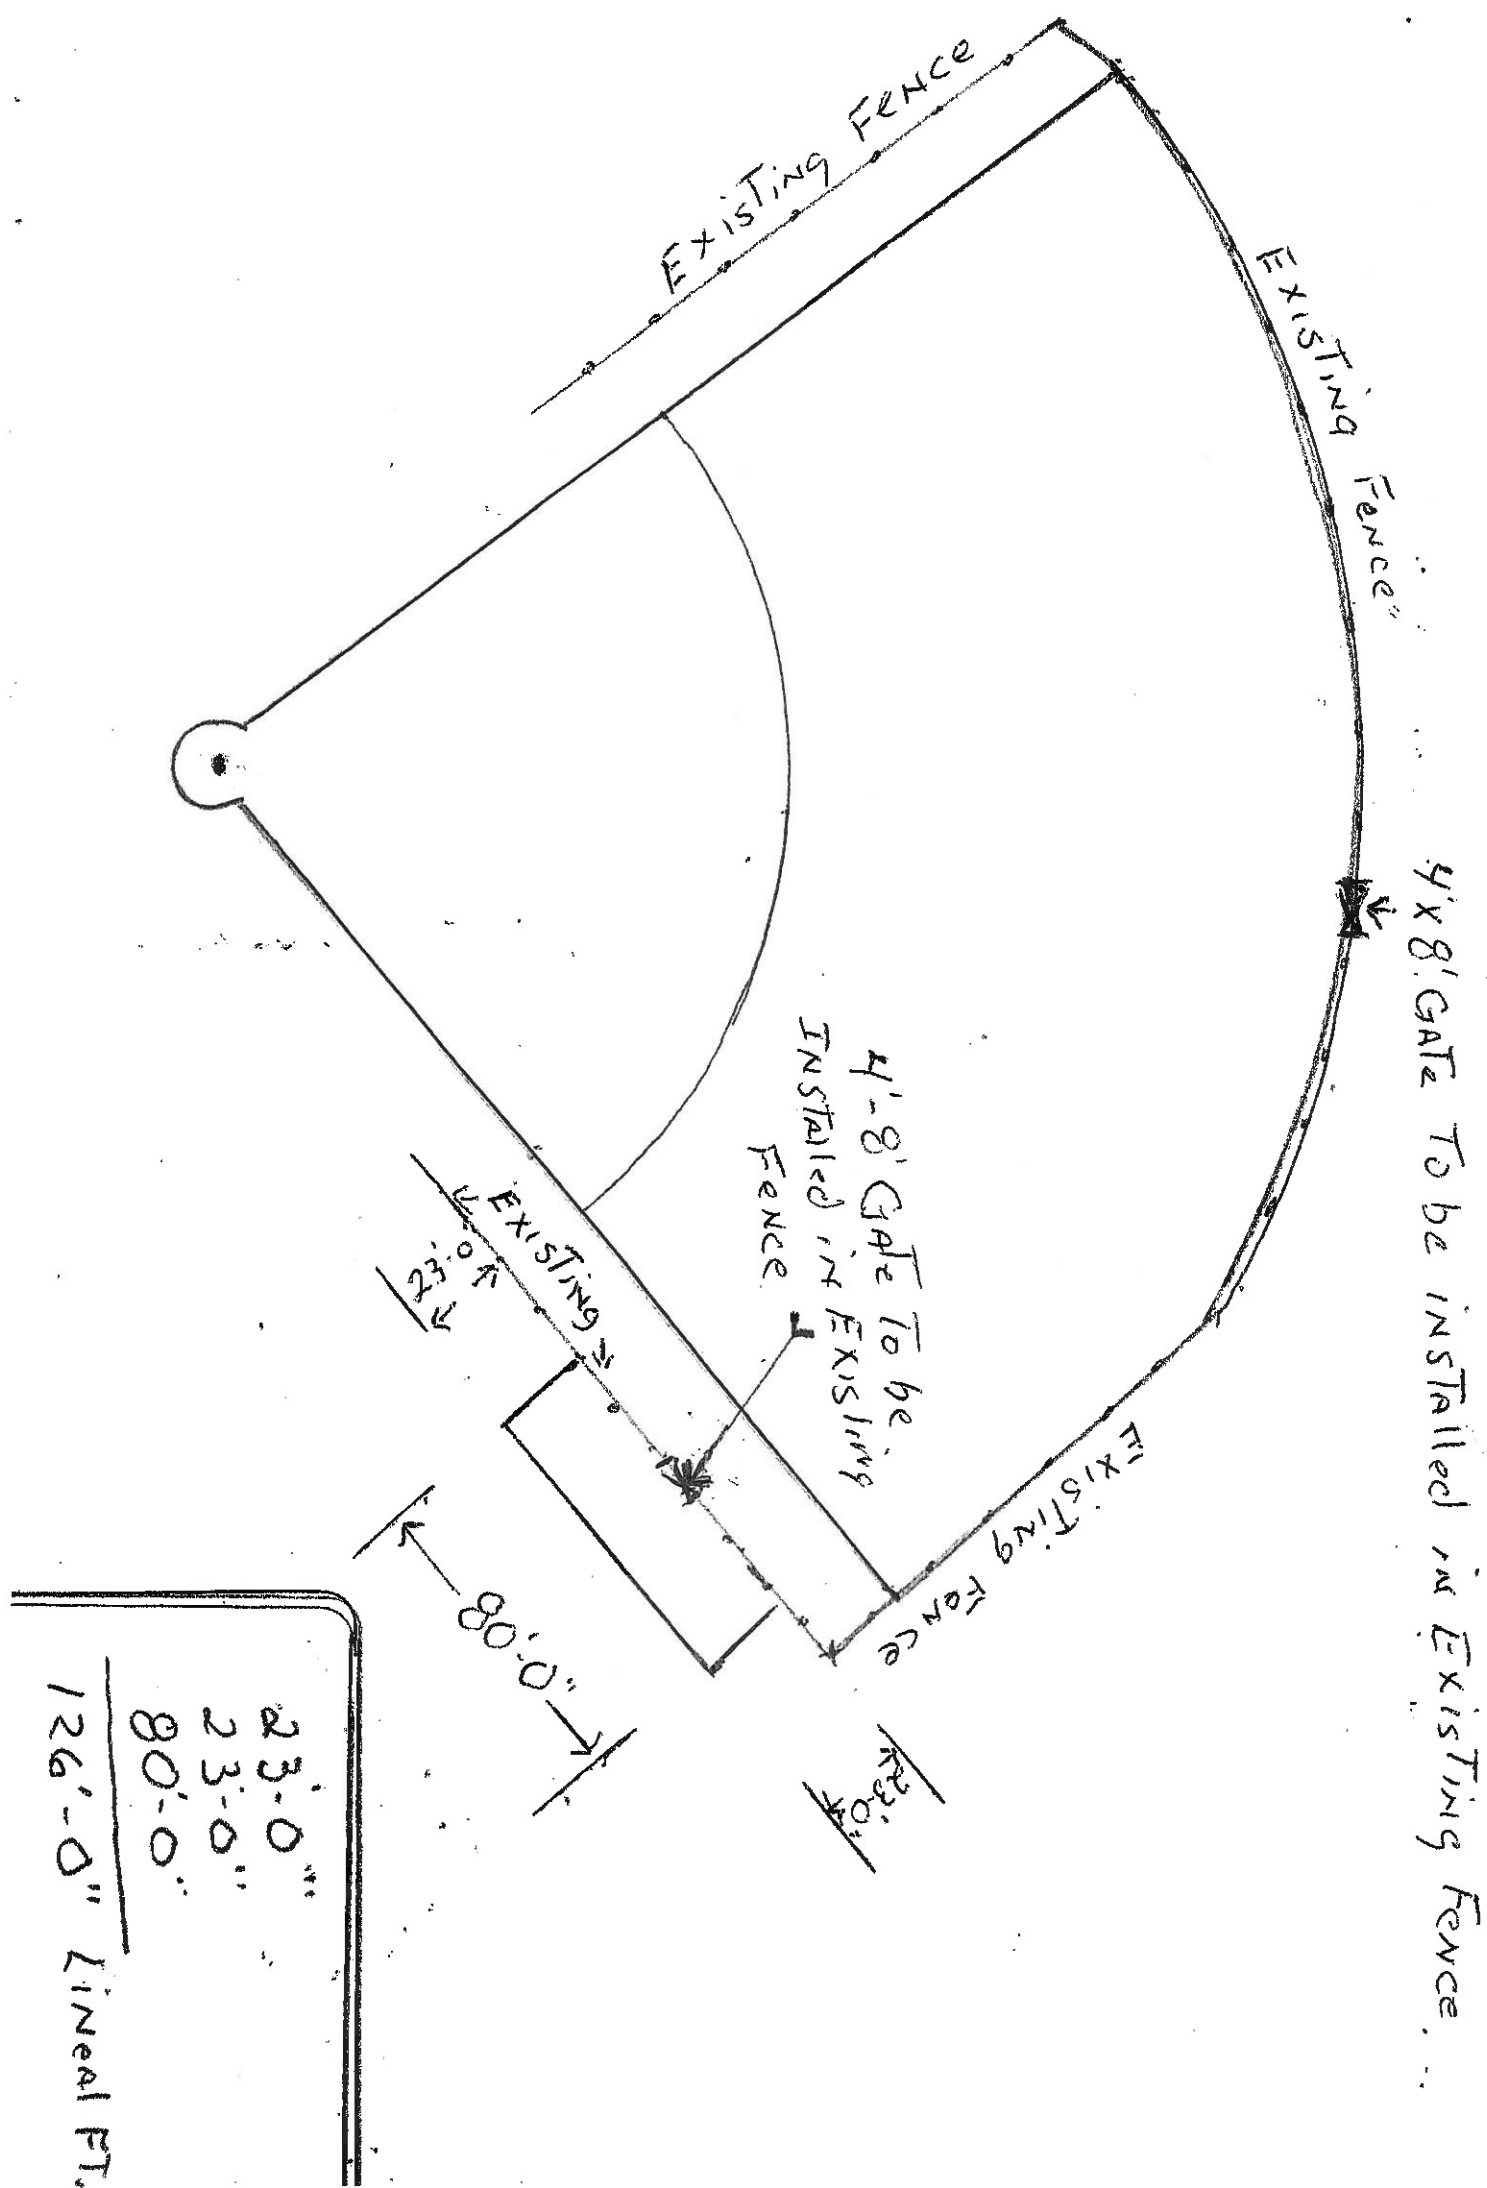 4'x8' GATE To be iNSTAlled iN ExisTiNg FeNce
ExisTiNg FeNce
ExisTiNg FeNce
ExisTiNg FeNce
4'-8' GATE To be
INSTAlled iN ExisTiNg
FeNce
ExisTiNg
23'-0"
80'-0"
23'-0"
23'-0"
23'-0"
80'-0"
126'-0" LiNeal FT.